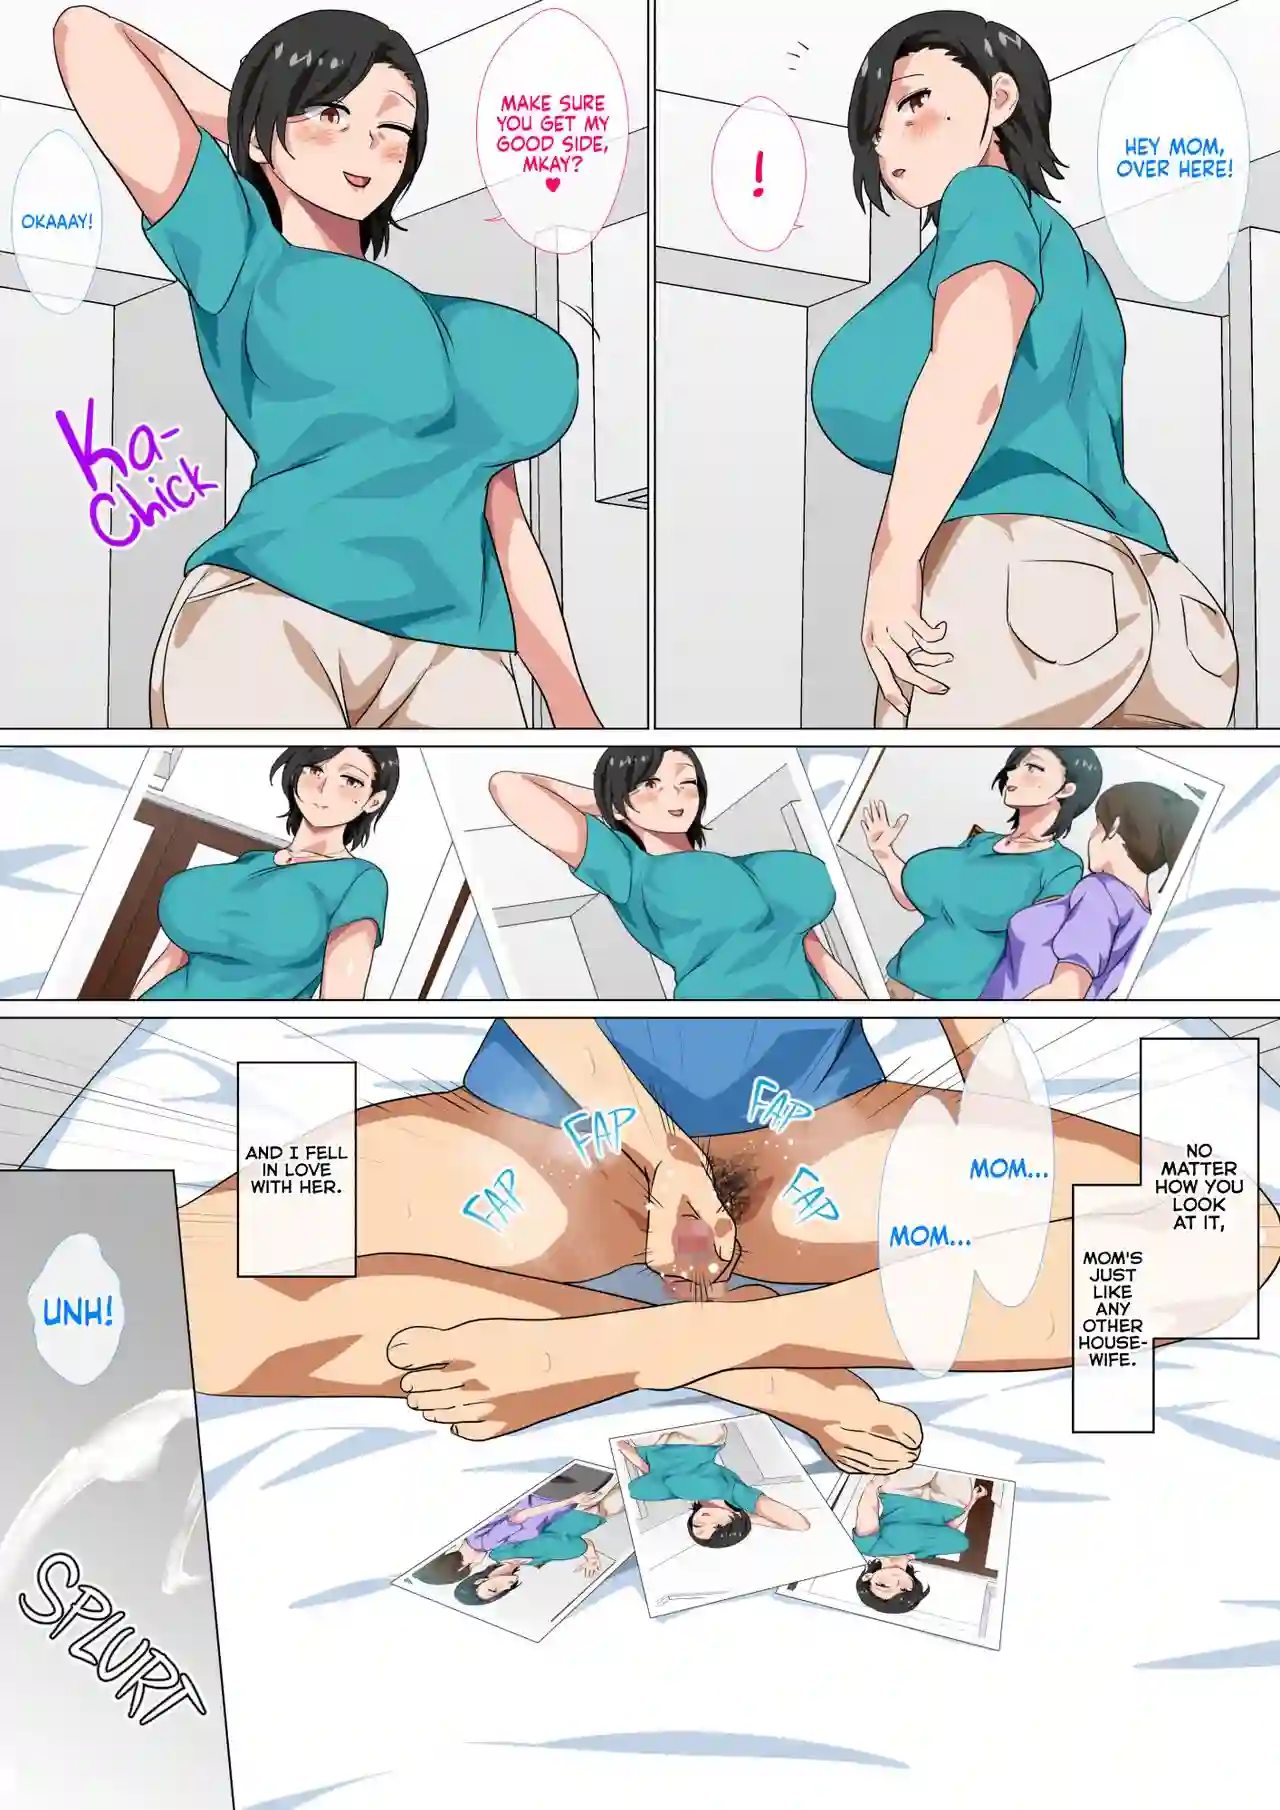 HEY MOM,
OVER HERE!
!
MAKE SURE
YOU GET MY
GOOD SIDE,
MKAY?
♥
OKAAAY!
Ka-
chick
NO
MATTER
HOW YOU
LOOK
AT IT,
MOM'S
JUST
LIKE
ANY
OTHER
HOUSE-
WIFE.
MOM...
MOM...
FAP
FAP
FAP
FAP
AND I FELL
IN LOVE
WITH HER.
UNH!
SPLURT